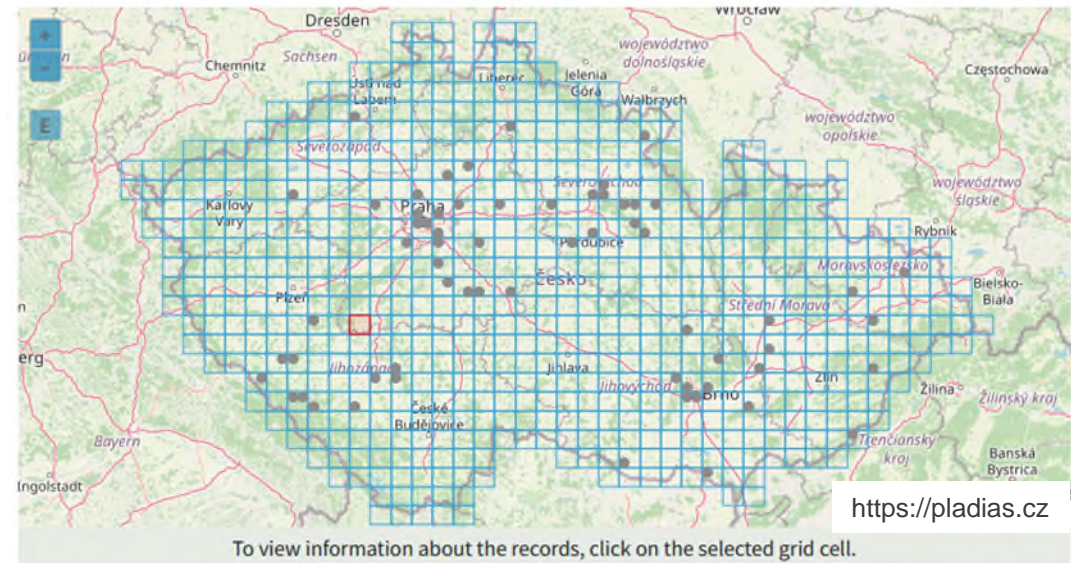 Wrocław
Dresden
województwo
dolnośląskie
Sachsen
Chemnitz
Liberec
Jelenia
Góra
Częstochowa
Ústí nad
Labem
Wałbrzych
E
województwo
opolskie
Severozápad
Severovýchod
województwo
śląskie
Karlovy
Vary
Praha
Rybnik
Pardubice
Moravskoslezsko
Česko
Bielsko-
Biała
Plzeň
Střední Morava
erg
Jihozápad
Jihlava
Jihovýchod
Brno
Zlín
Žilina
Žilinský kraj
České
Budějovice
Bayern
Trenčiansky
kraj
Banská
Bystrica
Ingolstadt
https://pladias.cz
To view information about the records, click on the selected grid cell.